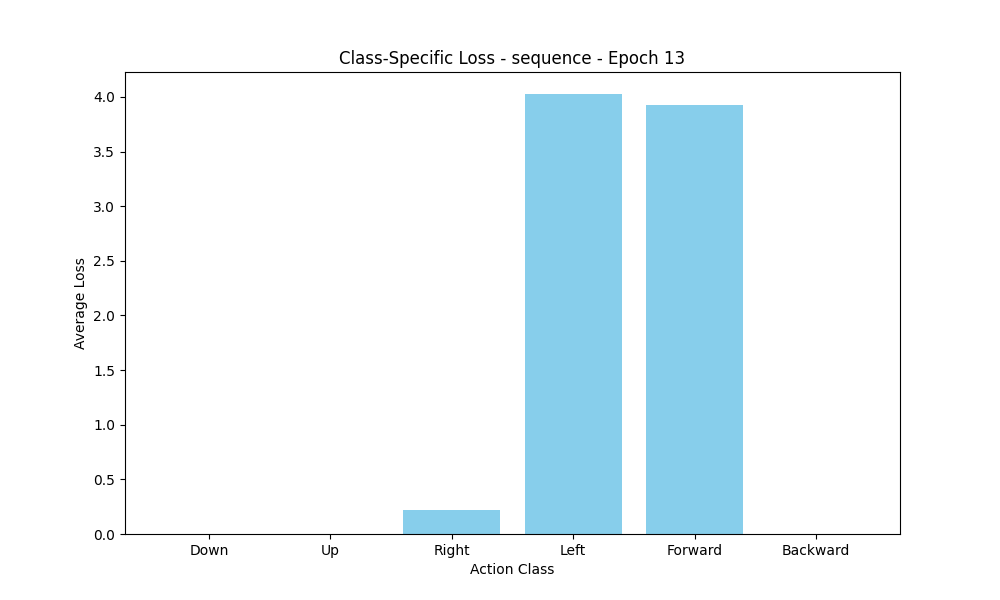 Class-Specific Loss - sequence - Epoch 13
Average Loss
4.0
3.5
3.0
2.5
2.0
1.5
1.0
0.5
0.0
Down Up Right Left Forward Backward
Action Class